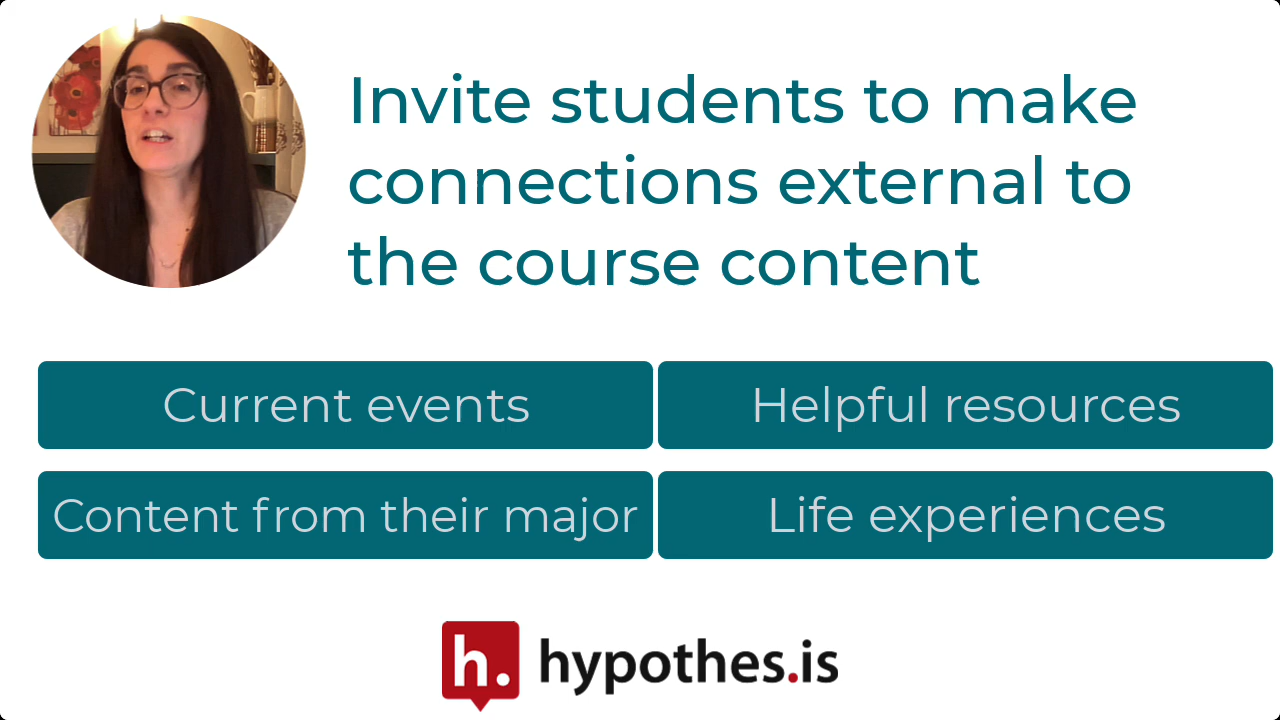 Invite students to make
connections external to
the course content
Current events
Helpful resources
Content from their major
Life experiences
h. hypothes.is